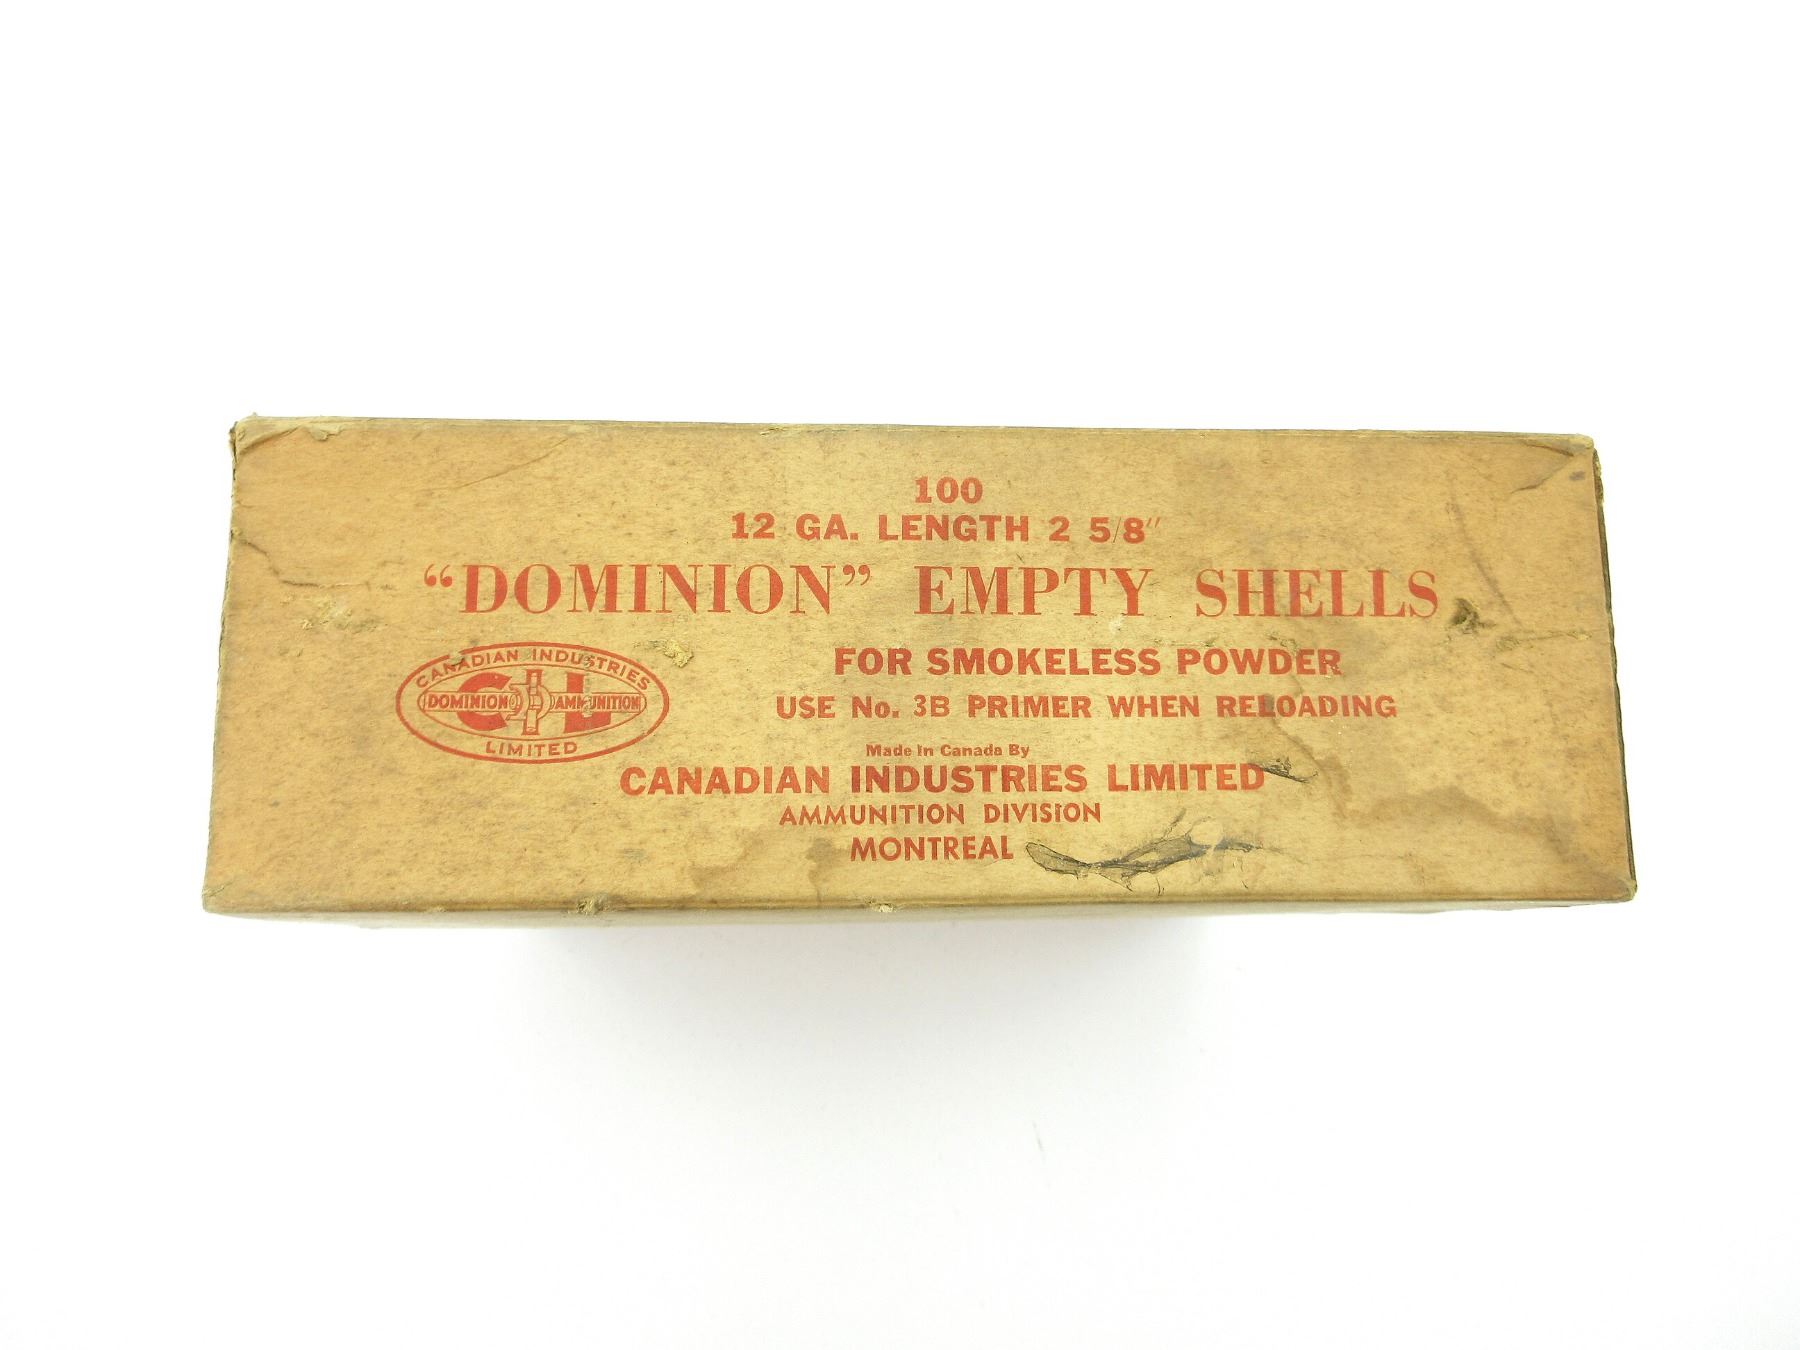 100
12 GA. LENGTH 2 5/8"
“DOMINION” EMPTY SHELLS
CANADIAN INDUSTRIES
CIL
DOMINION AMMUNITION
LIMITED
FOR SMOKELESS POWDER
USE No. 3B PRIMER WHEN RELOADING
Made In Canada By
CANADIAN INDUSTRIES LIMITED
AMMUNITION DIVISION
MONTREAL